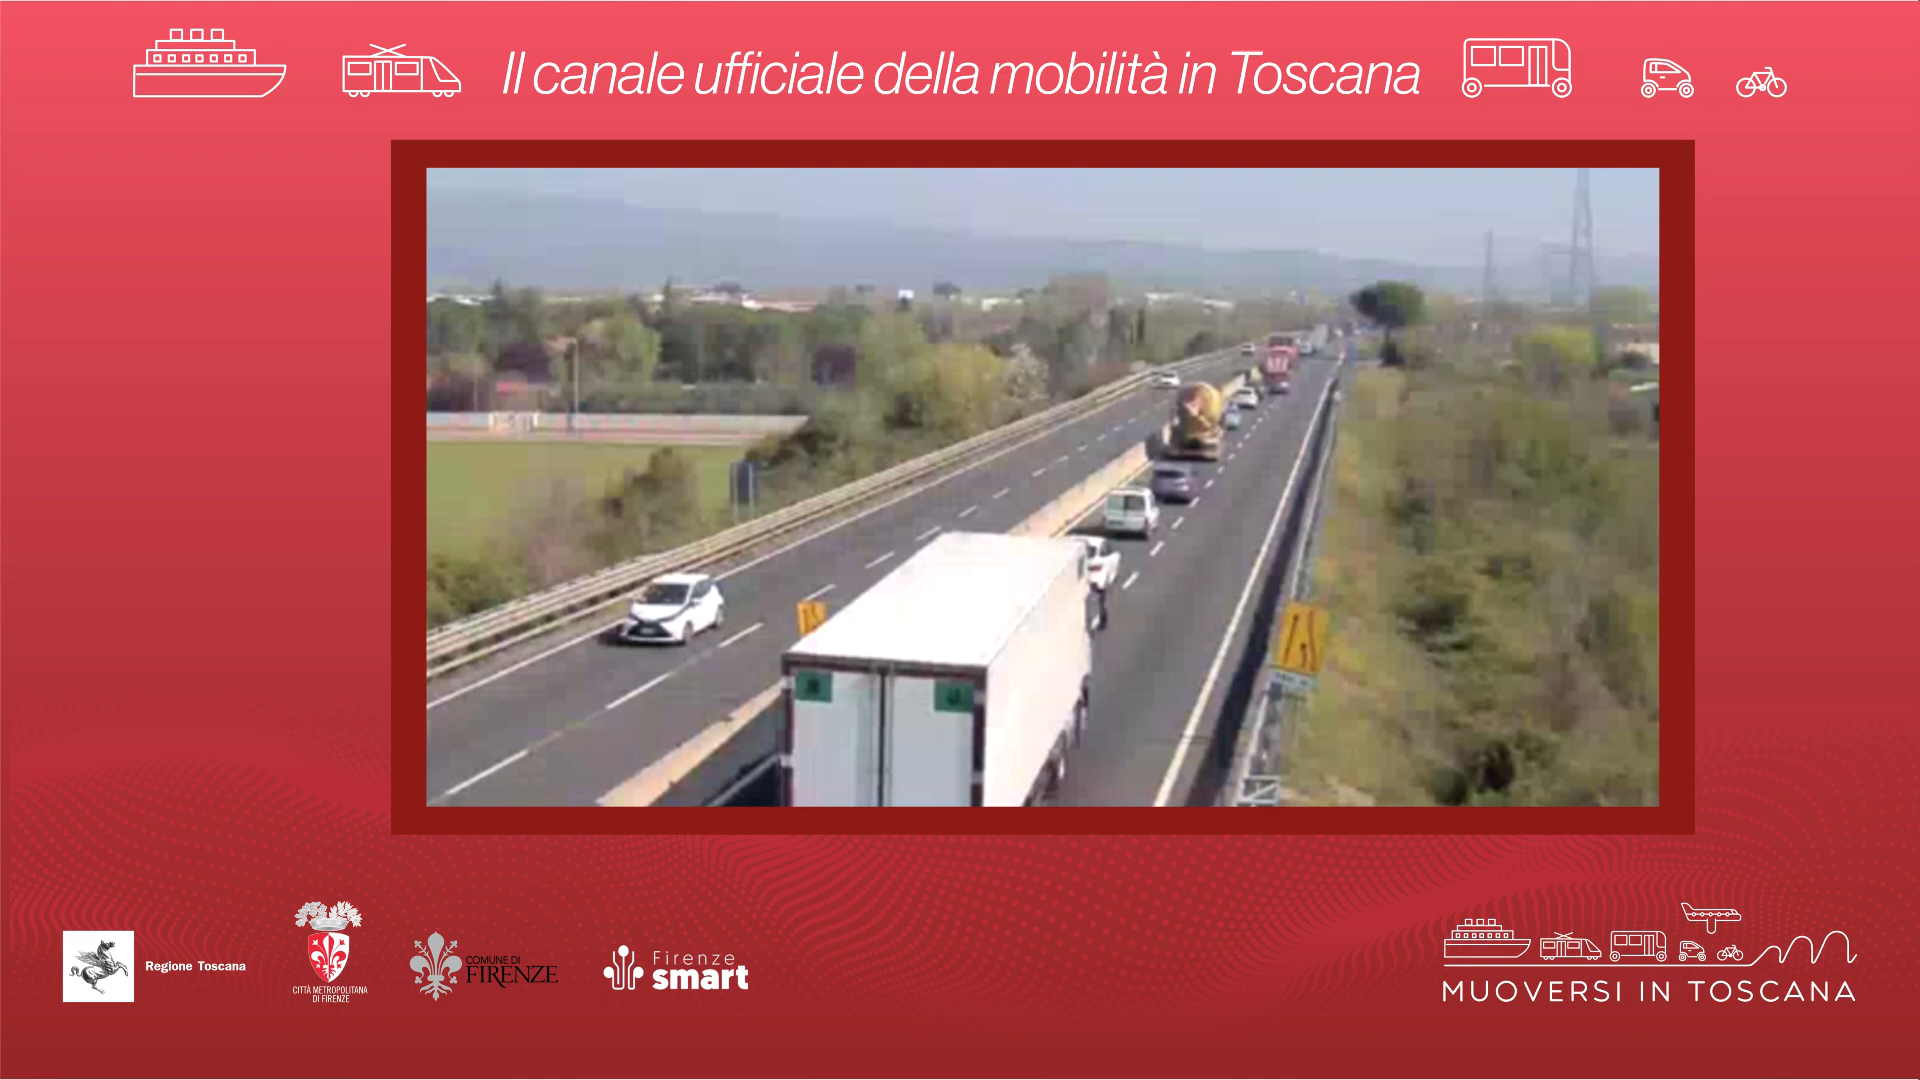 Il canale ufficiale della mobilità in Toscana
Regione Toscana
CITTÀ METROPOLITANA
DI FIRENZE
COMUNE DI
FIRENZE
Firenze
smart
MUOVERSI IN TOSCANA